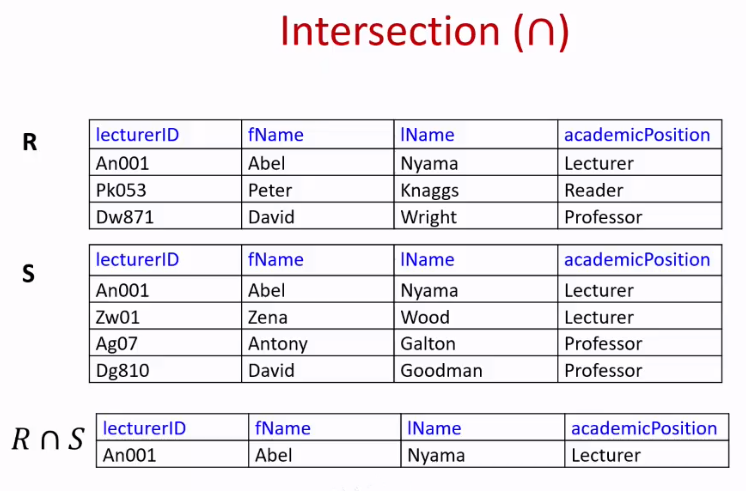 Intersection (∩)
R
lecturerID fName lName academicPosition
An001 Abel Nyama Lecturer
Pk053 Peter Knaggs Reader
Dw871 David Wright Professor
S
lecturerID fName lName academicPosition
An001 Abel Nyama Lecturer
Zw01 Zena Wood Lecturer
Ag07 Antony Galton Professor
Dg810 David Goodman Professor
R ∩ S
lecturerID fName lName academicPosition
An001 Abel Nyama Lecturer